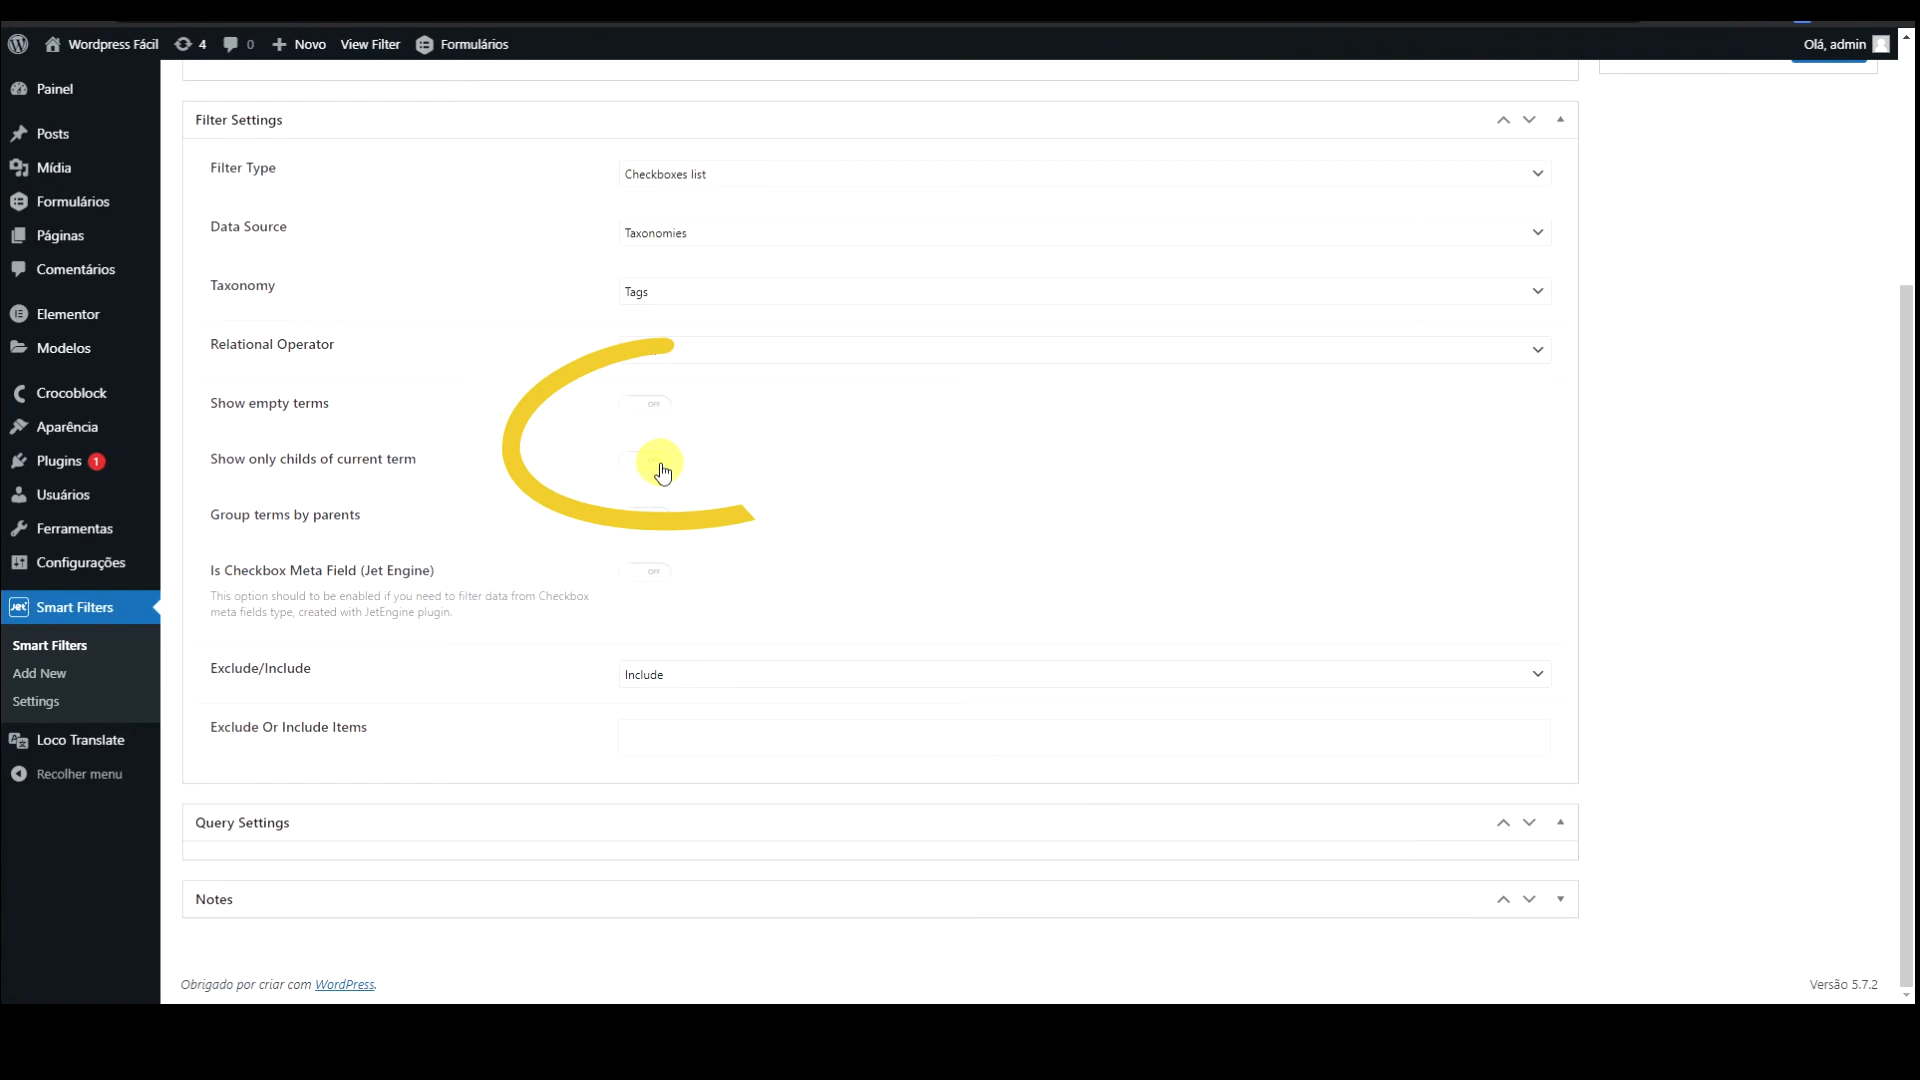 Wordpress Fácil 4 0 Novo View Filter Formulários Olá, admin
Painel
Posts
Mídia
Formulários
Páginas
Comentários
Elementor
Modelos
Crocoblock
Aparência
Plugins 1
Usuários
Ferramentas
Configurações
Jet Smart Filters
Smart Filters
Add New
Settings
Loco Translate
Recolher menu
Filter Settings
Filter Type
Checkboxes list
Data Source
Taxonomies
Taxonomy
Tags
Relational Operator
Show empty terms
OFF
Show only childs of current term
Group terms by parents
Is Checkbox Meta Field (Jet Engine)
OFF
This option should to be enabled if you need to filter data from Checkbox
meta fields type, created with JetEngine plugin.
Exclude/Include
Include
Exclude Or Include Items
Query Settings
Notes
Obrigado por criar com WordPress.
Versão 5.7.2